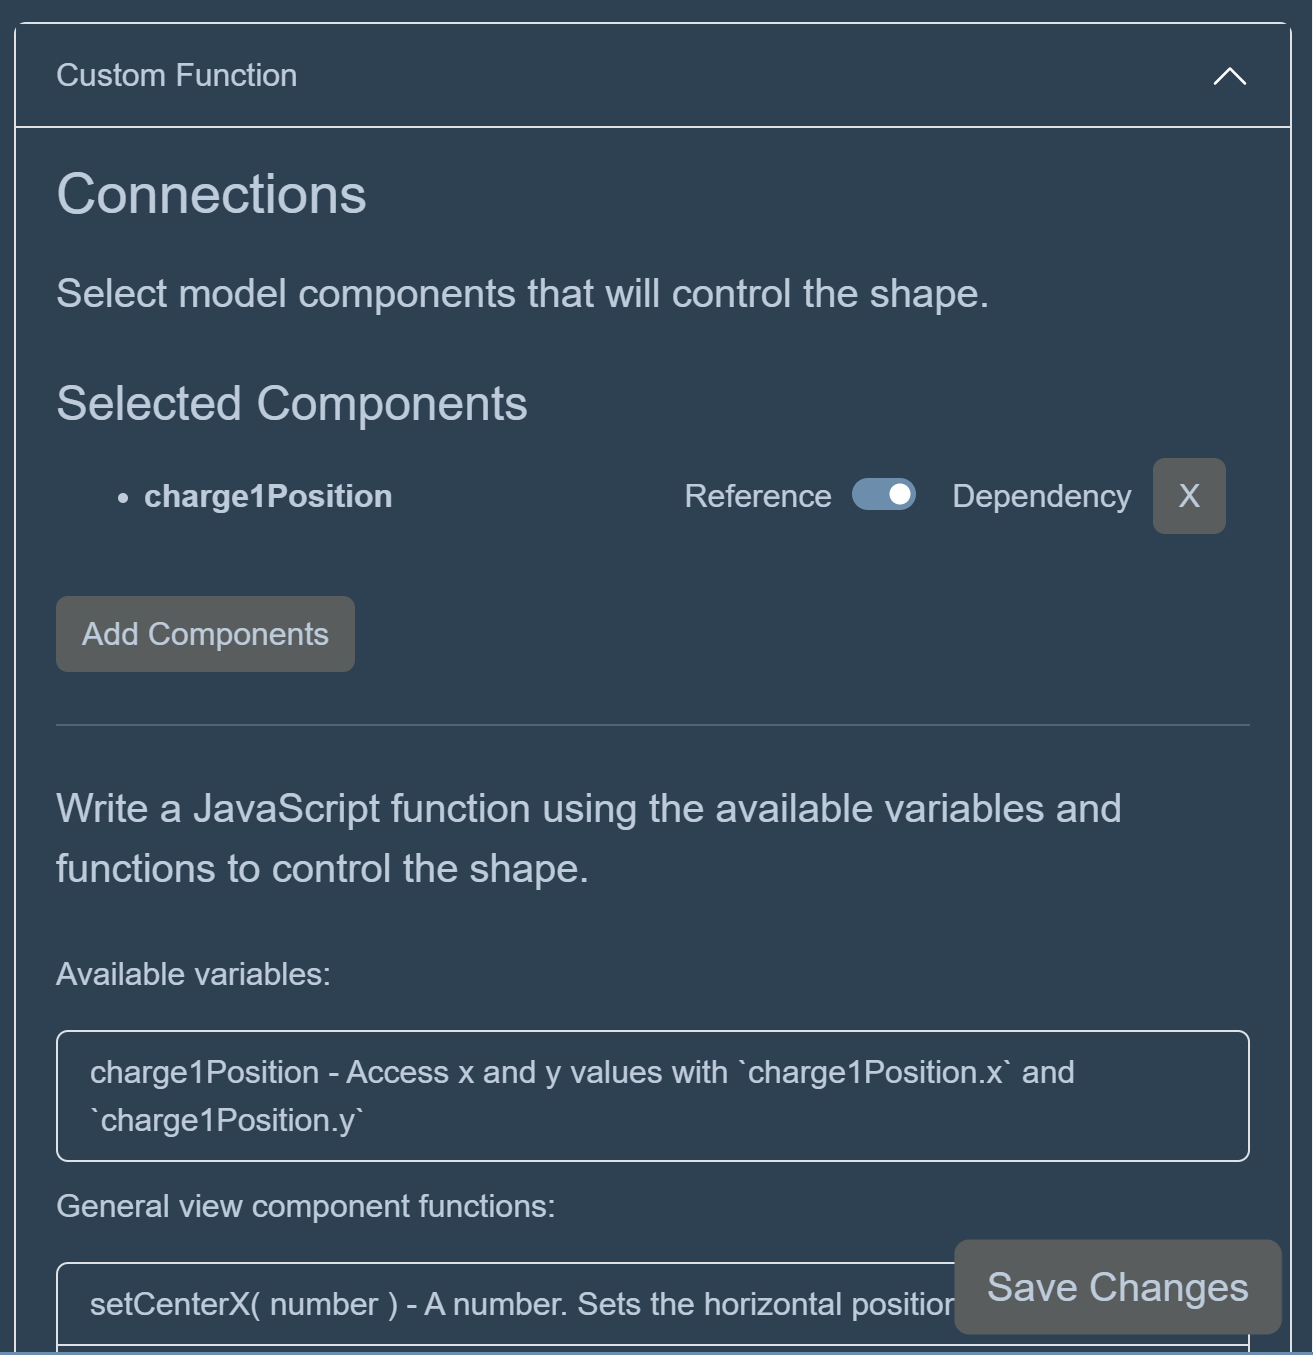 Custom Function
Connections
Select model components that will control the shape.
Selected Components
• charge1Position Reference Dependency X
Add Components
Write a JavaScript function using the available variables and
functions to control the shape.
Available variables:
charge1Position - Access x and y values with `charge1Position.x` and
`charge1Position.y`
General view component functions:
setCenterX( number ) - A number. Sets the horizontal position
Save Changes